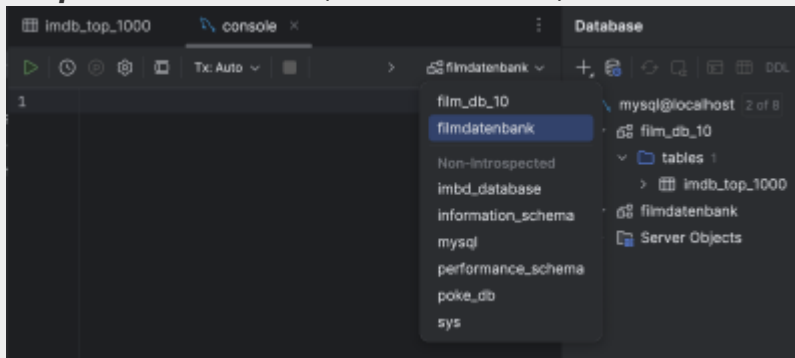 imdb_top_1000
console
Database
Tx: Auto
filmdatenbank
DDL
1
film_db_10
filmdatenbank
Non-Introspected
imbd_database
information_schema
mysql
performance_schema
poke_db
sys
mysql@localhost 2 of 8
film_db_10
tables 1
imdb_top_1000
filmdatenbank
Server Objects